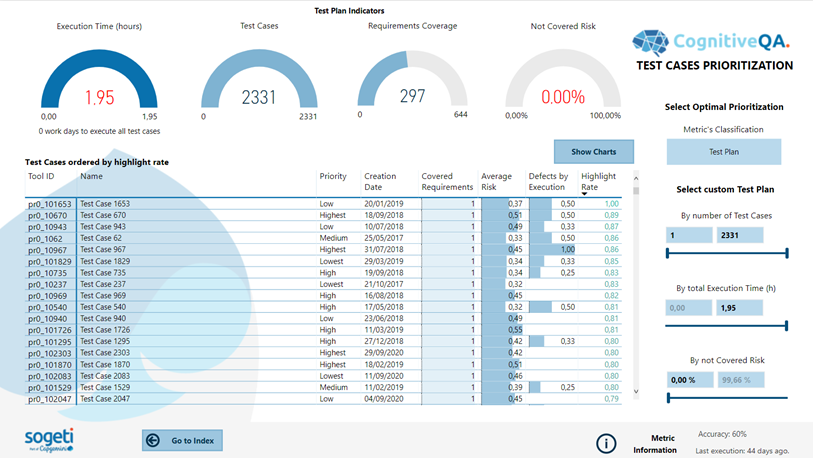 Test Plan Indicators
Execution Time (hours)
1.95
0,00 1,95
0 work days to execute all test cases
Test Cases
2331
0 2331
Requirements Coverage
297
0 644
Not Covered Risk
0.00%
0,00% 100,00%
CognitiveQA.
TEST CASES PRIORITIZATION
Select Optimal Prioritization
Metric's Classification
Test Plan
Select custom Test Plan
By number of Test Cases
1 2331
By total Execution Time (h)
0,00 1,95
By not Covered Risk
0,00 % 99,66 %
Show Charts
Test Cases ordered by highlight rate
Tool ID Name Priority Creation Date Covered Requirements Average Risk Defects by Execution Highlight Rate
pr0_101653 Test Case 1653 Low 20/01/2019 1 0,37 0,50 1,00
pr0_10670 Test Case 670 Highest 18/09/2018 1 0,51 0,50 0,89
pr0_10943 Test Case 943 Low 10/07/2018 1 0,49 0,33 0,87
pr0_1062 Test Case 62 Medium 25/05/2017 1 0,33 0,50 0,86
pr0_10967 Test Case 967 Highest 31/07/2018 1 0,45 1,00 0,86
pr0_101829 Test Case 1829 Lowest 29/03/2019 1 0,34 0,33 0,85
pr0_10735 Test Case 735 High 19/09/2018 1 0,34 0,25 0,83
pr0_10237 Test Case 237 Lowest 21/10/2017 1 0,32 0,83
pr0_10969 Test Case 969 High 16/08/2018 1 0,45 0,82
pr0_10540 Test Case 540 High 17/05/2018 1 0,32 0,50 0,81
pr0_10940 Test Case 940 Low 23/06/2018 1 0,49 0,81
pr0_101726 Test Case 1726 High 11/03/2019 1 0,55 0,81
pr0_101295 Test Case 1295 High 27/12/2018 1 0,42 0,33 0,80
pr0_102303 Test Case 2303 Highest 29/09/2020 1 0,42 0,80
pr0_101870 Test Case 1870 Highest 18/02/2019 1 0,51 0,80
pr0_102083 Test Case 2083 Lowest 11/09/2020 1 0,46 0,80
pr0_101529 Test Case 1529 Medium 11/02/2019 1 0,39 0,25 0,80
pr0_102047 Test Case 2047 Low 04/09/2020 1 0,45 0,79
sogeti
Part of Capgemini
Go to Index
i
Metric Information
Accuracy: 60%
Last execution: 44 days ago.